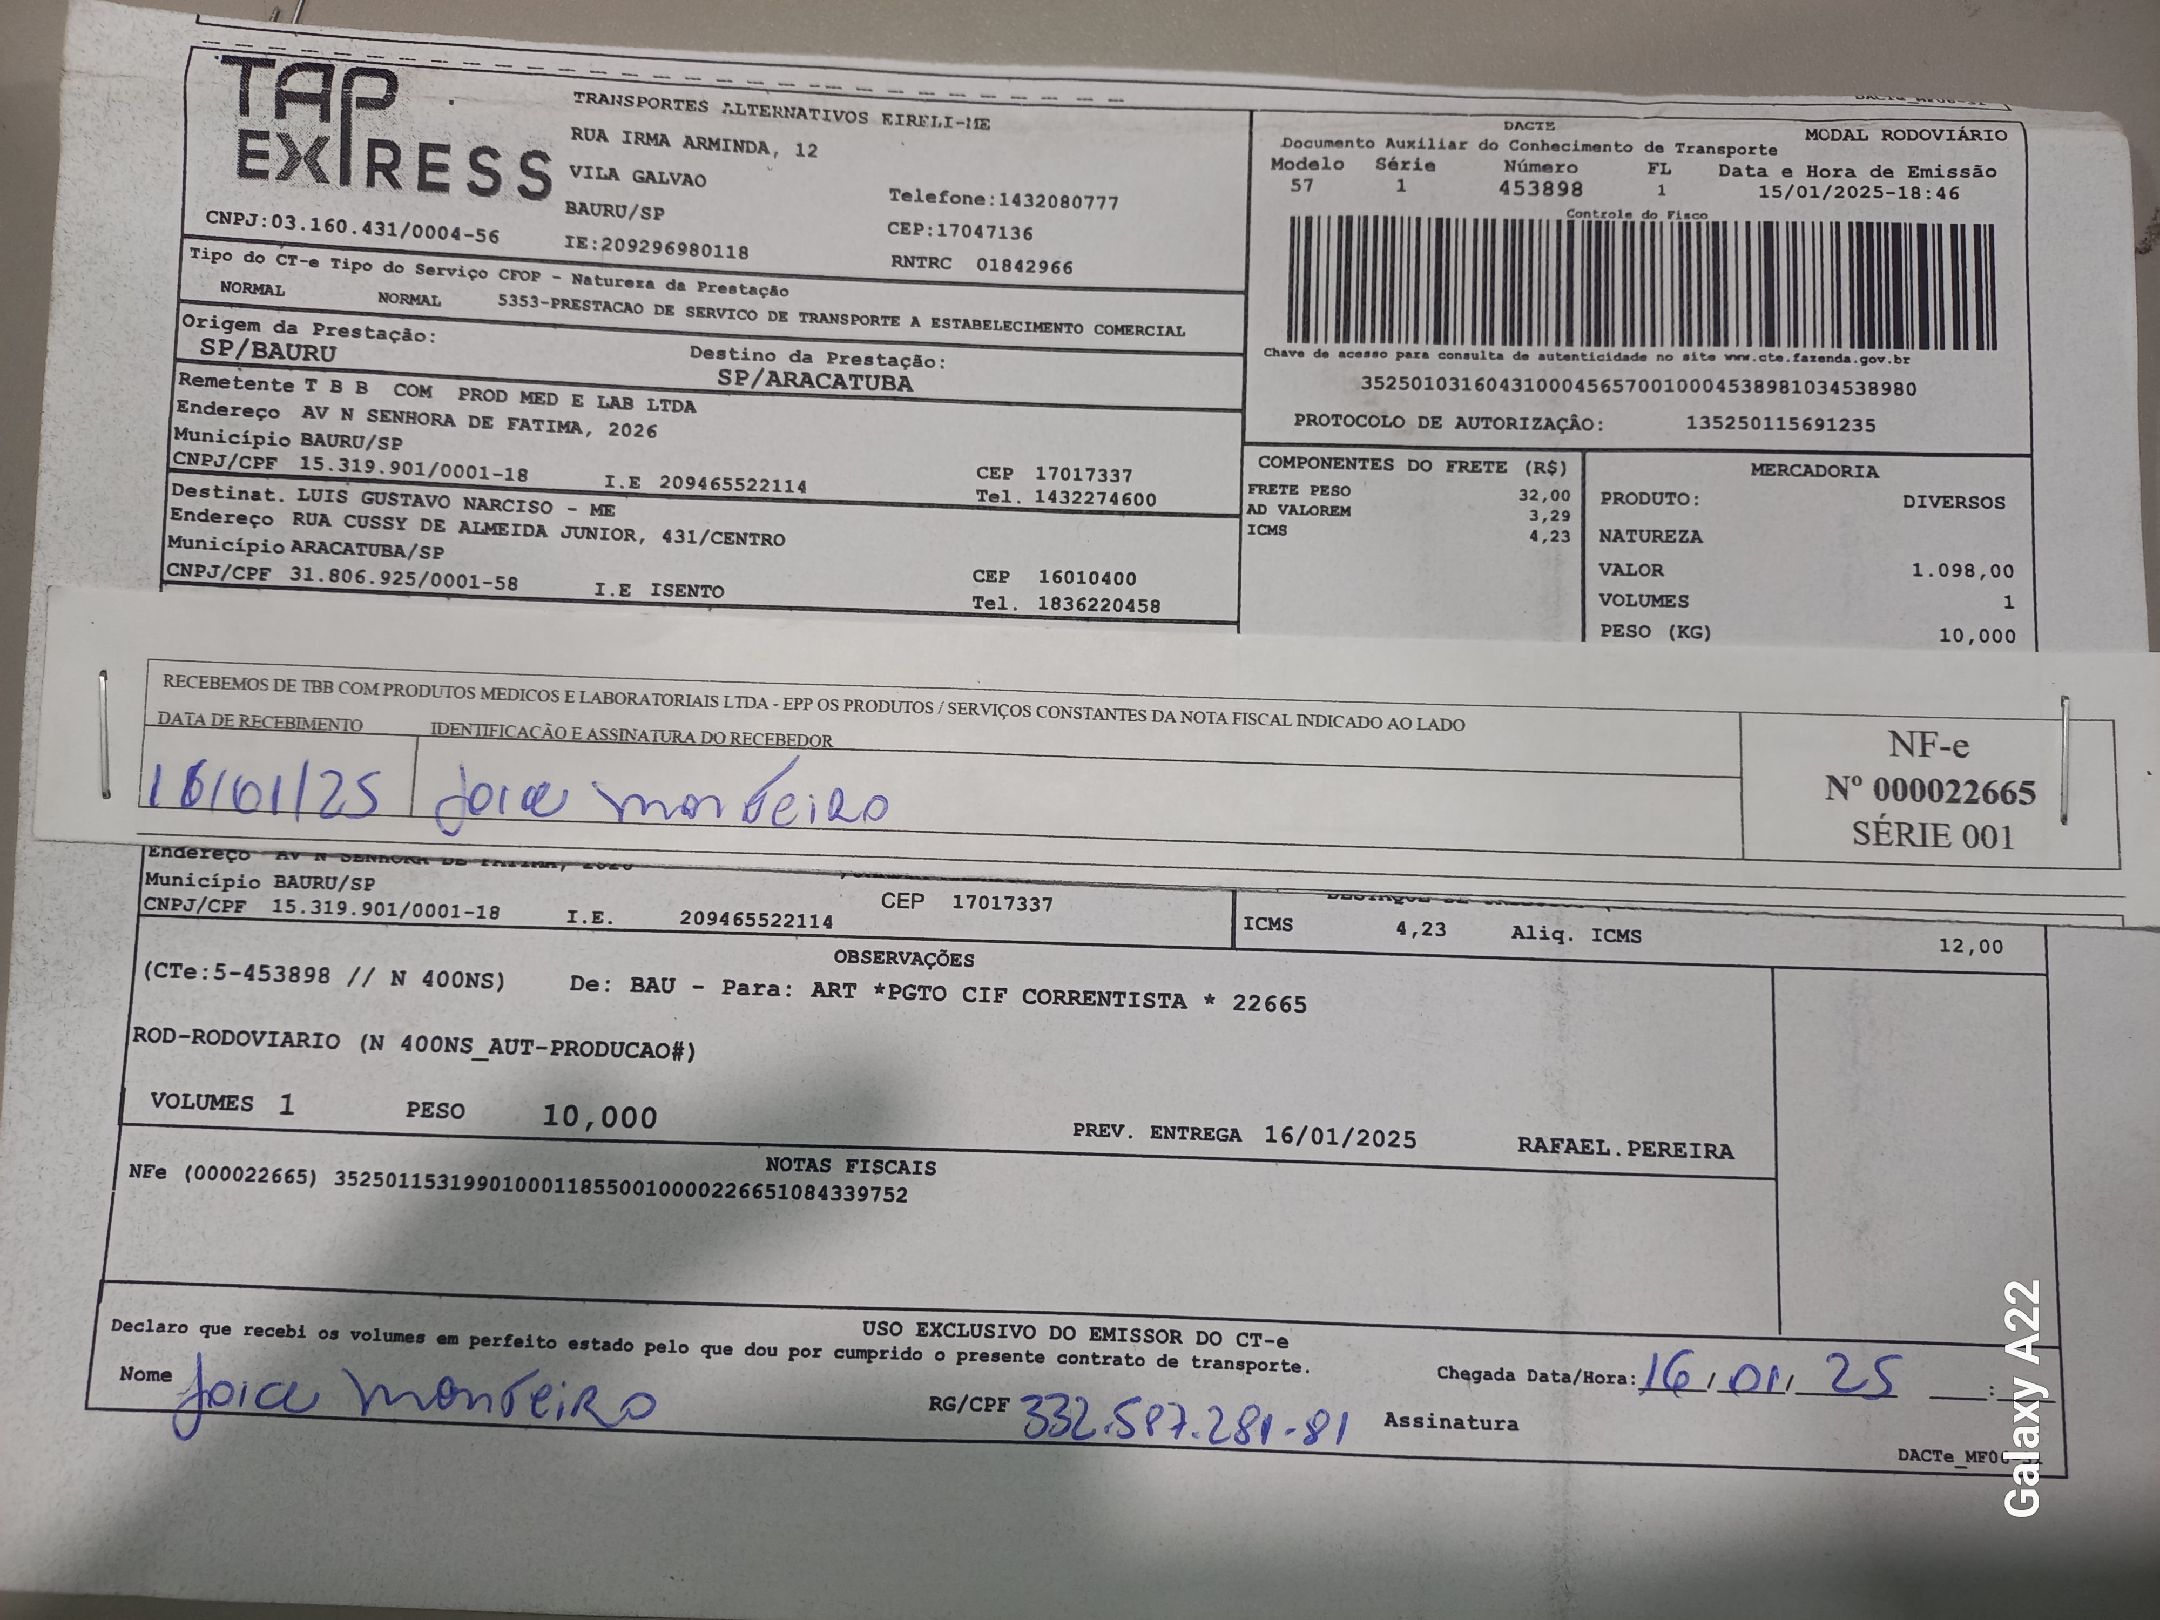 TAP EXPRESS
TRANSPORTES ALTERNATIVOS EIRELI-ME
RUA IRMA ARMINDA, 12
VILA GALVAO
BAURU/SP
Telefone:1432080777
CEP:17047136
CNPJ:03.160.431/0004-56
IE:209296980118
RNTRC 01842966
DACTE
MODAL RODOVIÁRIO
Documento Auxiliar do Conhecimento de Transporte
Modelo Série Número FL Data e Hora de Emissão
57 1 453898 1 15/01/2025-18:46
Controle do Fisco
Chave de acesso para consulta de autenticidade no site www.cte.fazenda.gov.br
35250103160431000456570010004538981034538980
PROTOCOLO DE AUTORIZAÇÃO: 135250115691235
Tipo do CT-e Tipo do Serviço CFOP - Natureza da Prestação
NORMAL NORMAL 5353-PRESTACAO DE SERVICO DE TRANSPORTE A ESTABELECIMENTO COMERCIAL
Origem da Prestação: Destino da Prestação:
SP/BAURU SP/ARACATUBA
Remetente T B B COM PROD MED E LAB LTDA
Endereço AV N SENHORA DE FATIMA, 2026
Município BAURU/SP CEP 17017337
CNPJ/CPF 15.319.901/0001-18 I.E 209465522114 Tel. 1432274600
Destinat. LUIS GUSTAVO NARCISO - ME
Endereço RUA CUSSY DE ALMEIDA JUNIOR, 431/CENTRO
Município ARACATUBA/SP CEP 16010400
CNPJ/CPF 31.806.925/0001-58 I.E ISENTO Tel. 1836220458
COMPONENTES DO FRETE (R$)
FRETE PESO 32,00
AD VALOREM 3,29
ICMS 4,23
MERCADORIA
PRODUTO: DIVERSOS
NATUREZA
VALOR 1.098,00
VOLUMES 1
PESO (KG) 10,000
RECEBEMOS DE TBB COM PRODUTOS MEDICOS E LABORATORIAIS LTDA - EPP OS PRODUTOS / SERVIÇOS CONSTANTES DA NOTA FISCAL INDICADO AO LADO
DATA DE RECEBIMENTO IDENTIFICAÇÃO E ASSINATURA DO RECEBEDOR
16/01/25 Joice Monteiro
NF-e
Nº 000022665
SÉRIE 001
Endereço AV N SENHORA DE FATIMA, 2026
Município BAURU/SP CEP 17017337
CNPJ/CPF 15.319.901/0001-18 I.E. 209465522114
ICMS 4,23 Aliq. ICMS 12,00
OBSERVAÇÕES
(CTe:5-453898 // N 400NS) De: BAU - Para: ART *PGTO CIF CORRENTISTA * 22665
ROD-RODOVIARIO (N 400NS_AUT-PRODUCAO#)
VOLUMES 1 PESO 10,000 PREV. ENTREGA 16/01/2025 RAFAEL.PEREIRA
NOTAS FISCAIS
NFe (000022665) 35250115319901000118550010000226651084339752
USO EXCLUSIVO DO EMISSOR DO CT-e
Declaro que recebi os volumes em perfeito estado pelo que dou por cumprido o presente contrato de transporte.
Nome Joice Monteiro RG/CPF 332.587.281-81 Assinatura
Chegada Data/Hora: 16/01/25 __:__
Galaxy A22